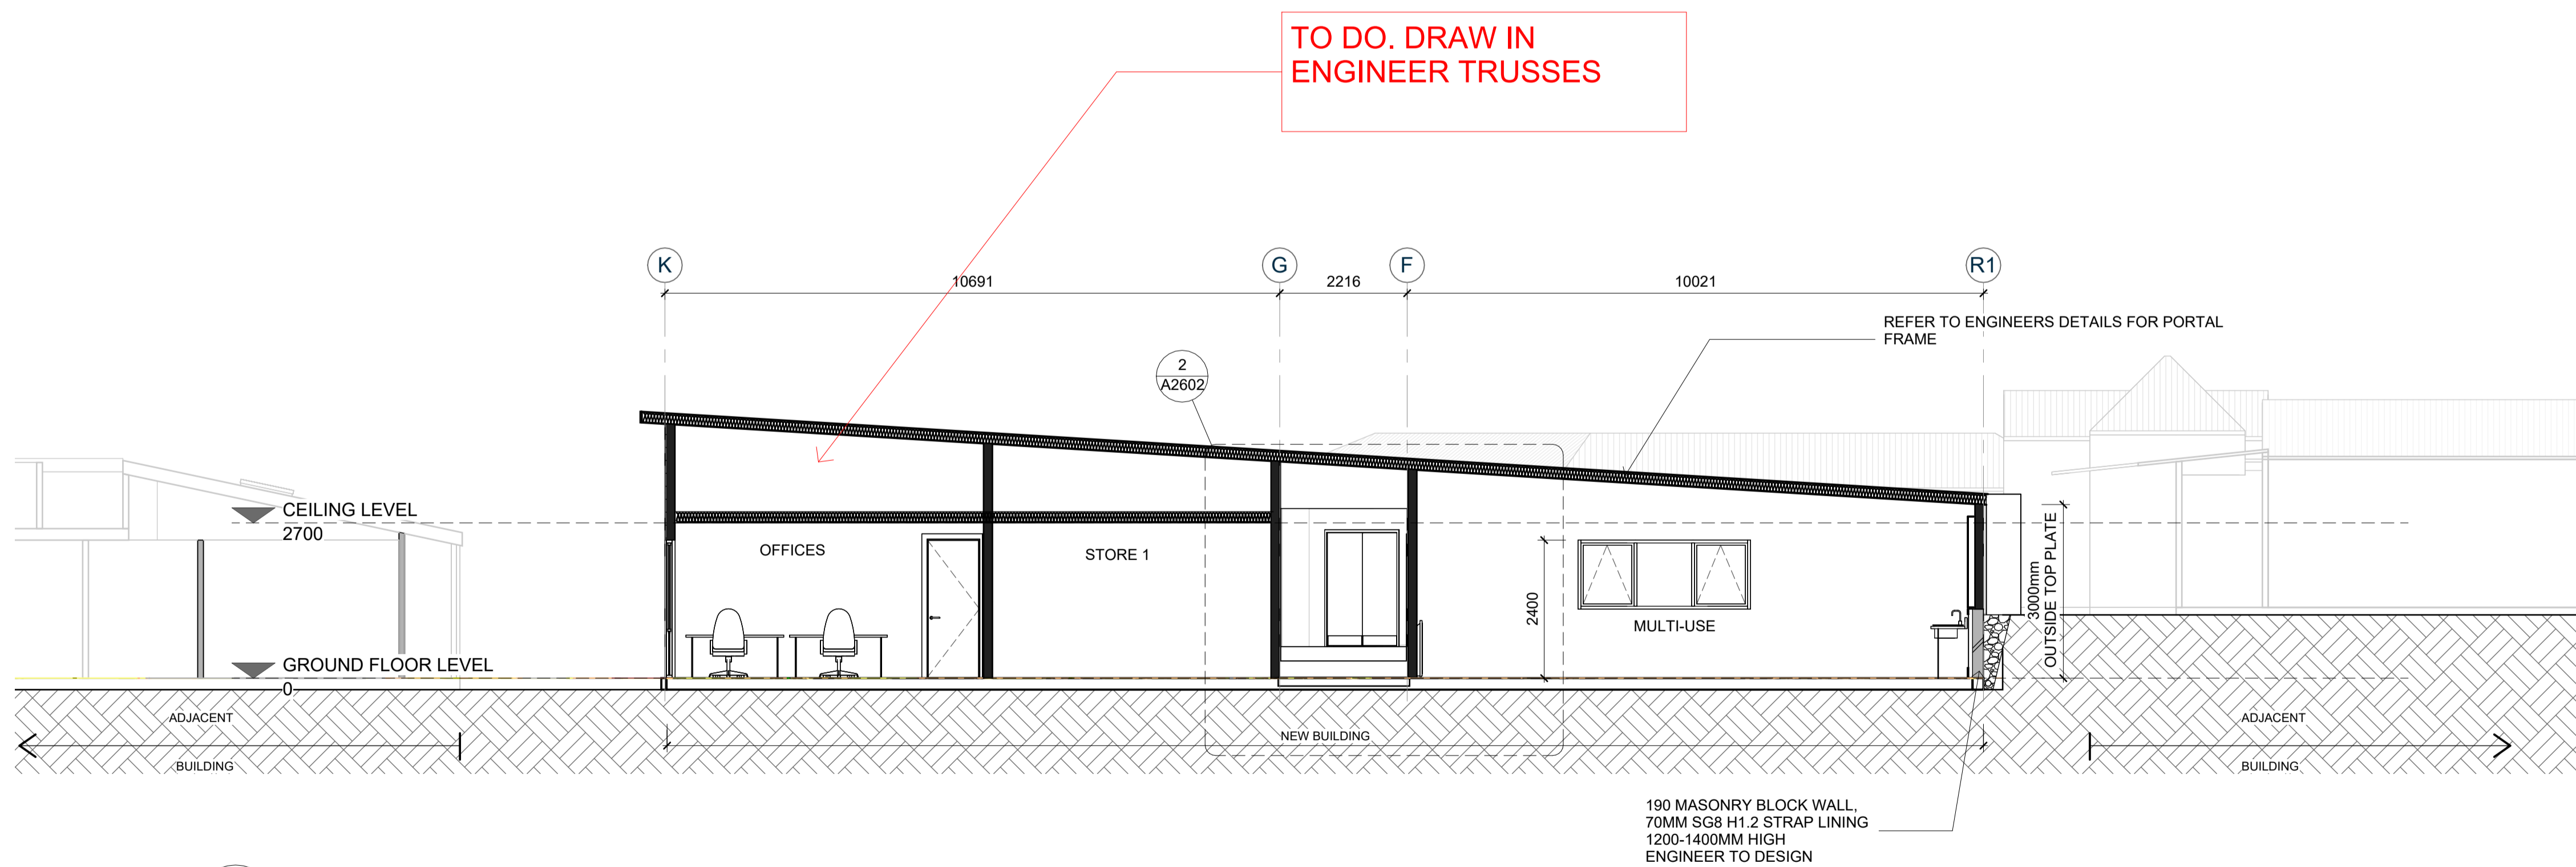 TO DO. DRAW IN
ENGINEER TRUSSES
K
G
F
R1
10691
2216
10021
REFER TO ENGINEERS DETAILS FOR PORTAL
FRAME
2
A2602
CEILING LEVEL
2700
OFFICES
STORE 1
2400
MULTI-USE
3000mm
OUTSIDE TOP PLATE
GROUND FLOOR LEVEL
0
ADJACENT
BUILDING
NEW BUILDING
ADJACENT
BUILDING
190 MASONRY BLOCK WALL,
70MM SG8 H1.2 STRAP LINING
1200-1400MM HIGH
ENGINEER TO DESIGN